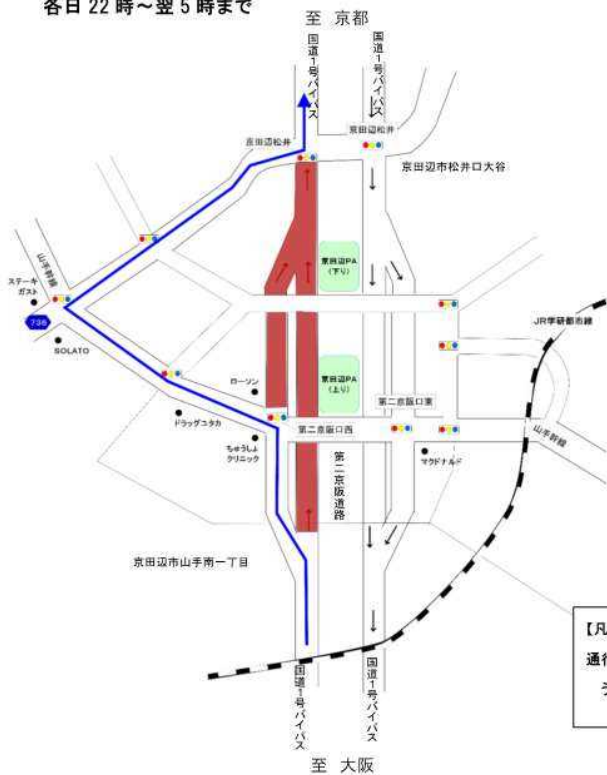 各日 22 時～翌 5 時まで
至 京都
国道1号バイパス
国道1号バイパス
京田辺松井
京田辺松井
京田辺市松井口大谷
山手幹線
京田辺PA
(下り)
ステーキ
ガスト
736
SOLATO
JR学研都市線
ローソン
京田辺PA
(上り)
第二京阪口東
ドラッグユタカ
第二京阪口西
山手幹線
ちゅうしょ
クリニック
マクドナルド
第二京阪道路
京田辺市山手南一丁目
【凡
通行
国道1号バイパス
国道1号バイパス
至 大阪